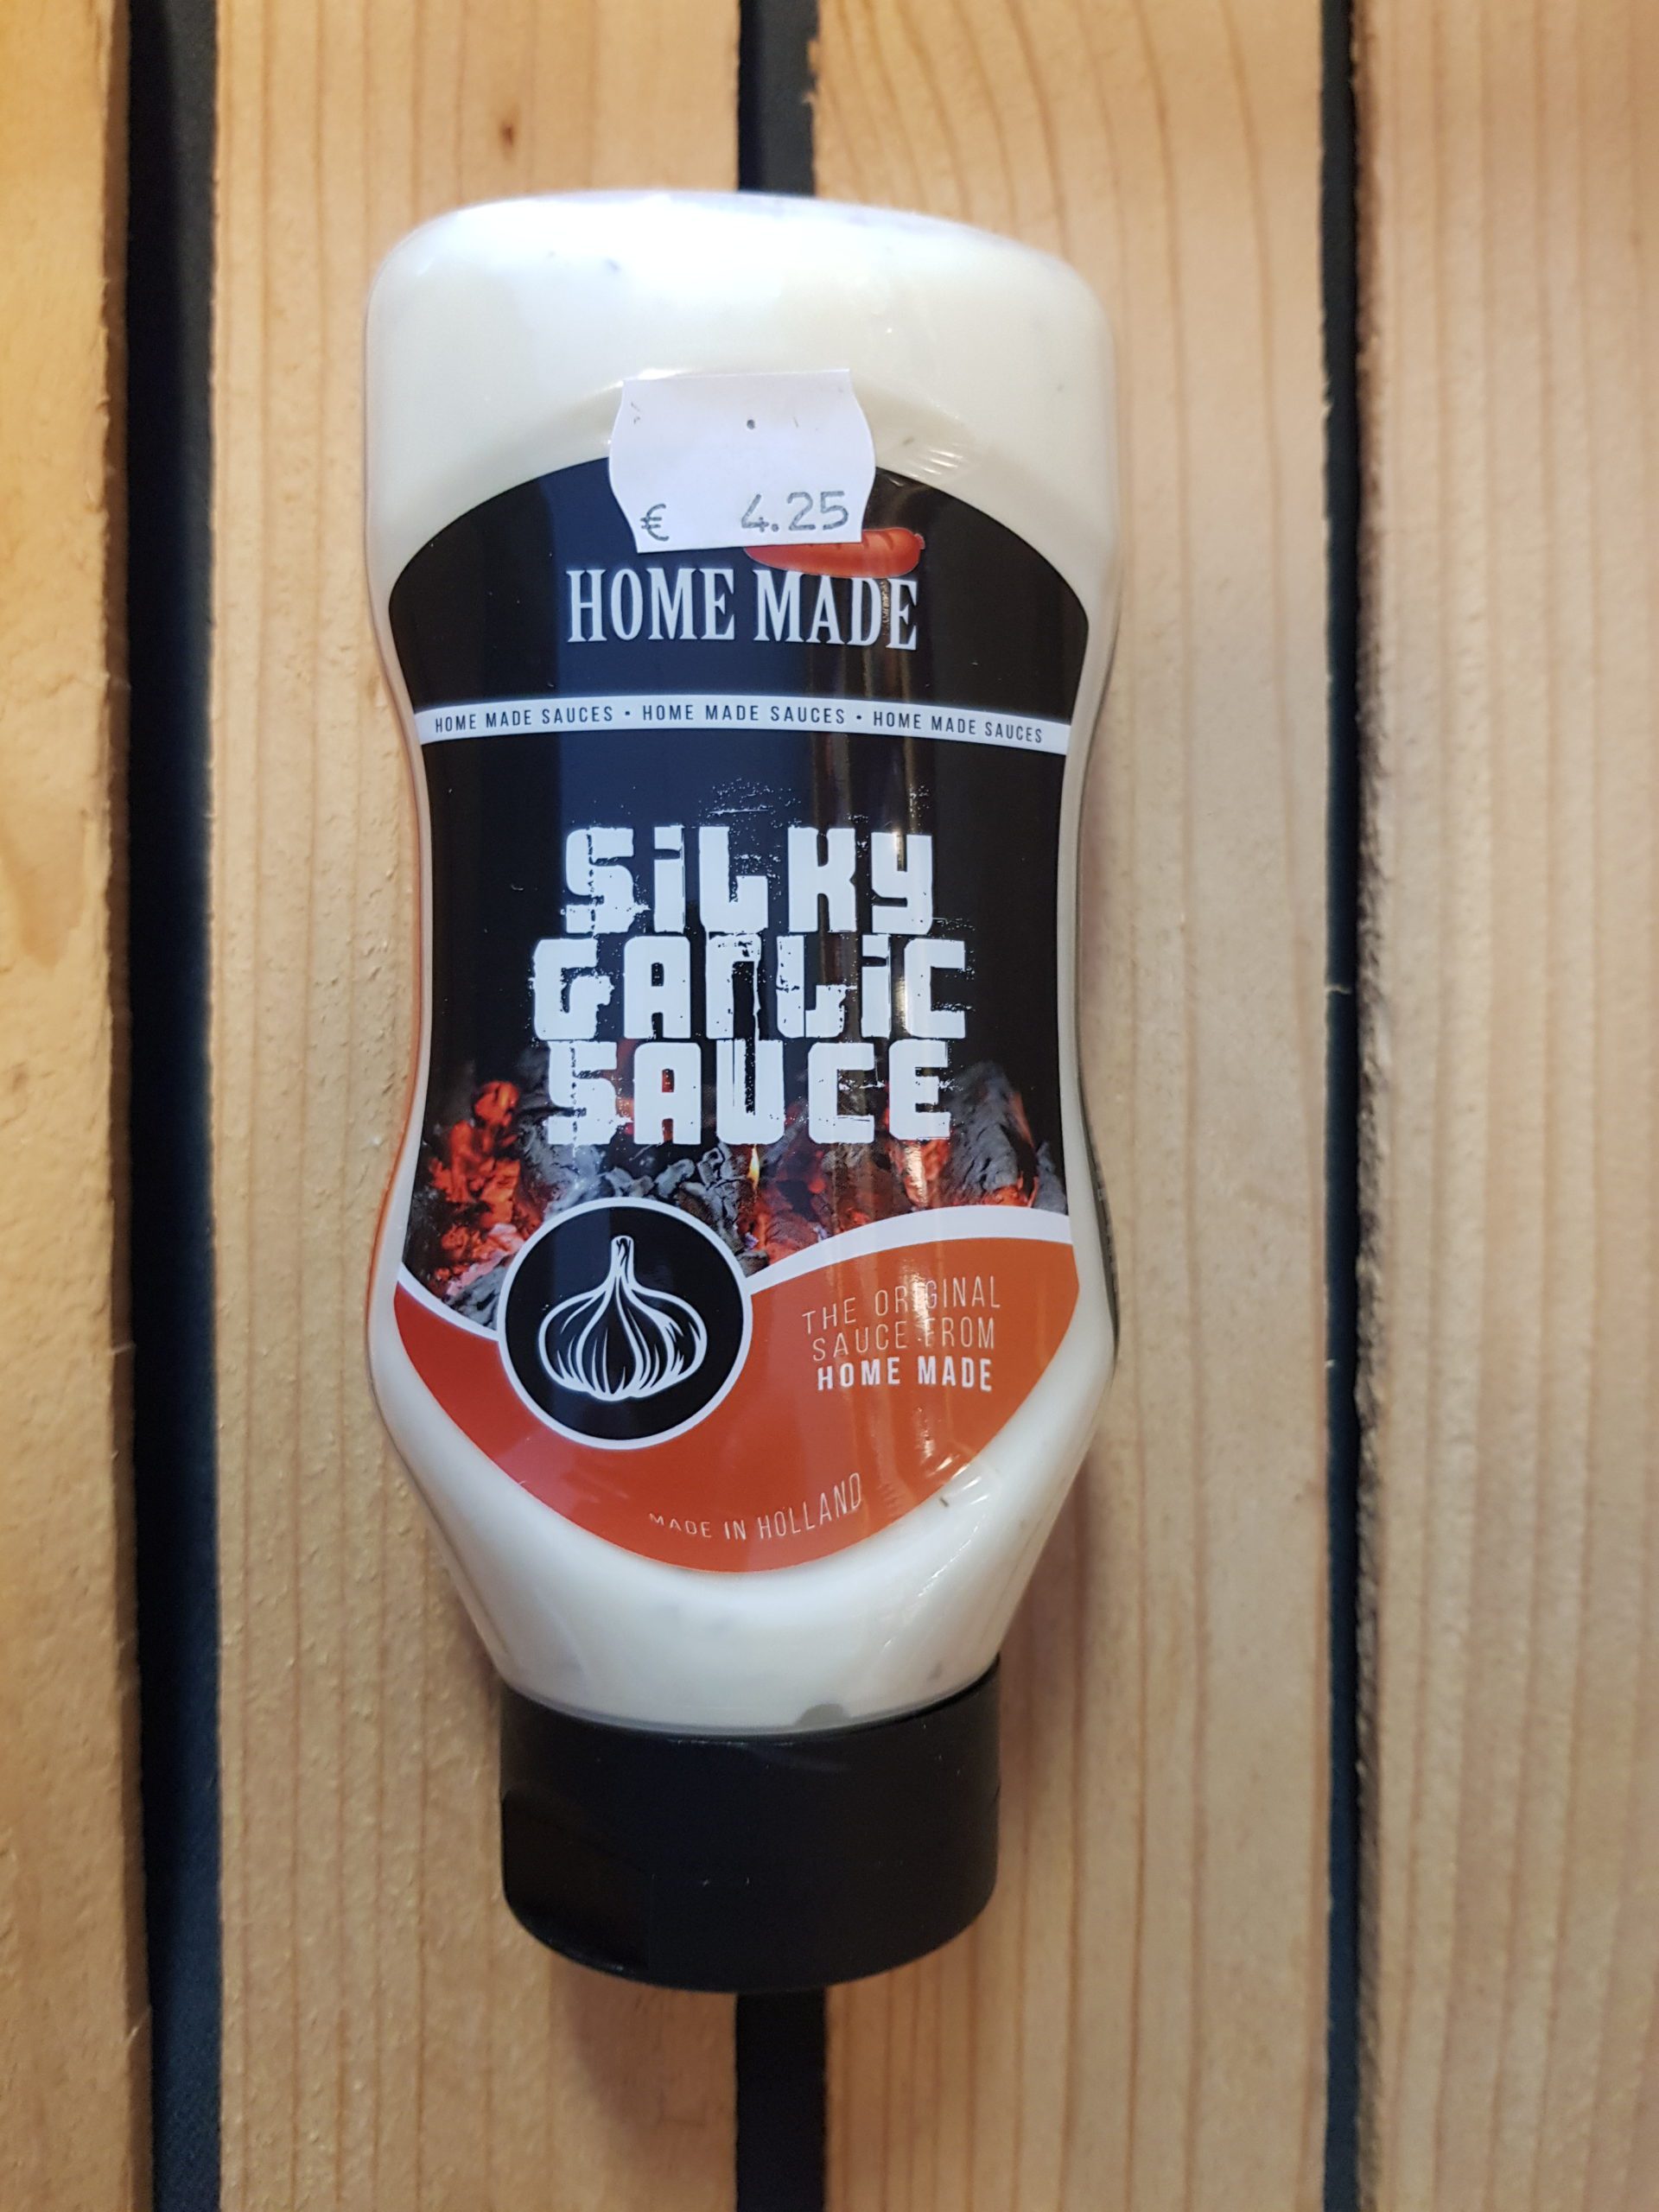 € 4.25
HOME MADE
HOME MADE SAUCES • HOME MADE SAUCES • HOME MADE SAUCES
SiLKY
GARLiC
SAUCE
THE ORIGINAL
SAUCE FROM
HOME MADE
MADE IN HOLLAND